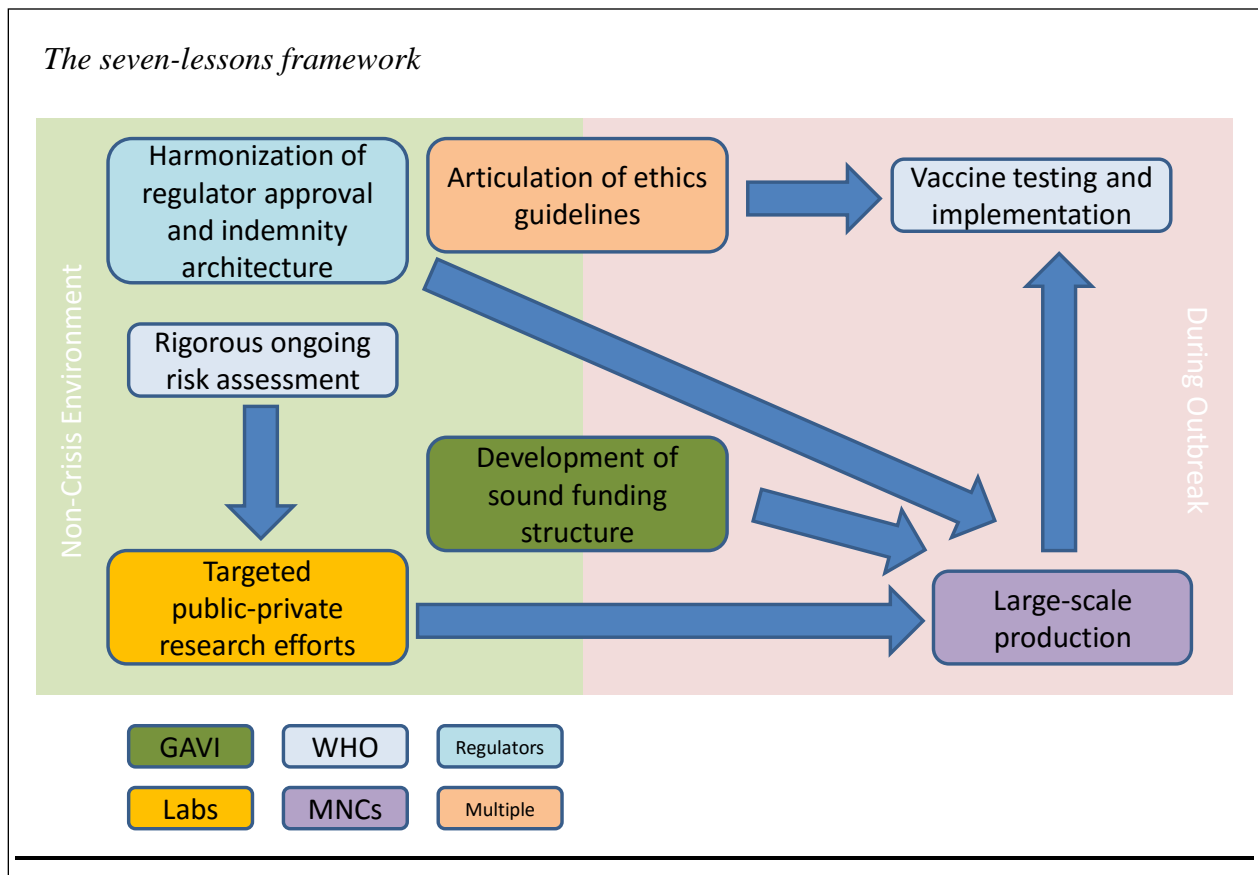 The seven-lessons framework
Harmonization of
regulator approval
and indemnity
architecture
Articulation of ethics
guidelines
Vaccine testing and
implementation
Non-Crisis Environment
Rigorous ongoing
risk assessment
During Outbreak
Development of
sound funding
structure
Targeted
public-private
research efforts
Large-scale
production
GAVI
WHO
Regulators
Labs
MNCs
Multiple